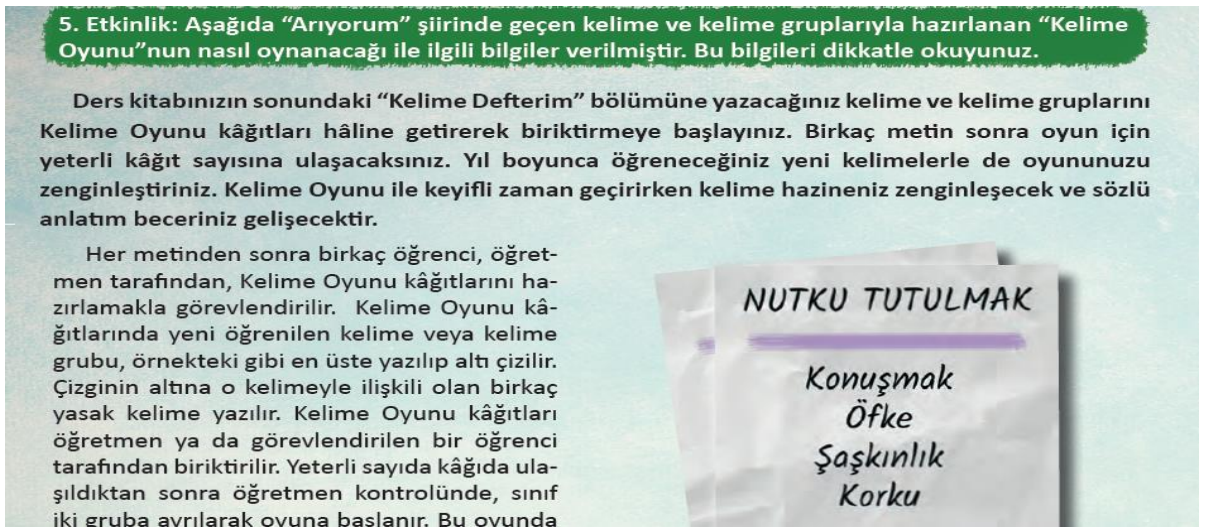 5. Etkinlik: Aşağıda “Arıyorum” şiirinde geçen kelime ve kelime gruplarıyla hazırlanan “Kelime
Oyunu”nun nasıl oynanacağı ile ilgili bilgiler verilmiştir. Bu bilgileri dikkatle okuyunuz.
Ders kitabınızın sonundaki “Kelime Defterim” bölümüne yazacağınız kelime ve kelime gruplarını
Kelime Oyunu kâğıtları hâline getirerek biriktirmeye başlayınız. Birkaç metin sonra oyun için
yeterli kâğıt sayısına ulaşacaksınız. Yıl boyunca öğreneceğiniz yeni kelimelerle de oyununuzu
zenginleştiriniz. Kelime Oyunu ile keyifli zaman geçirirken kelime hazineniz zenginleşecek ve sözlü
anlatım beceriniz gelişecektir.
Her metinden sonra birkaç öğrenci, öğret-
men tarafından, Kelime Oyunu kâğıtlarını ha-
zırlamakla görevlendirilir. Kelime Oyunu kâ-
ğıtlarında yeni öğrenilen kelime veya kelime
grubu, örnekteki gibi en üste yazılıp altı çizilir.
Çizginin altına o kelimeyle ilişkili olan birkaç
yasak kelime yazılır. Kelime Oyunu kâğıtları
öğretmen ya da görevlendirilen bir öğrenci
tarafından biriktirilir. Yeterli sayıda kâğıda ula-
şıldıktan sonra öğretmen kontrolünde, sınıf
iki gruba ayrılarak oyuna başlanır. Bu oyunda
NUTKU TUTULMAK
Konuşmak
Öfke
Şaşkınlık
Korku